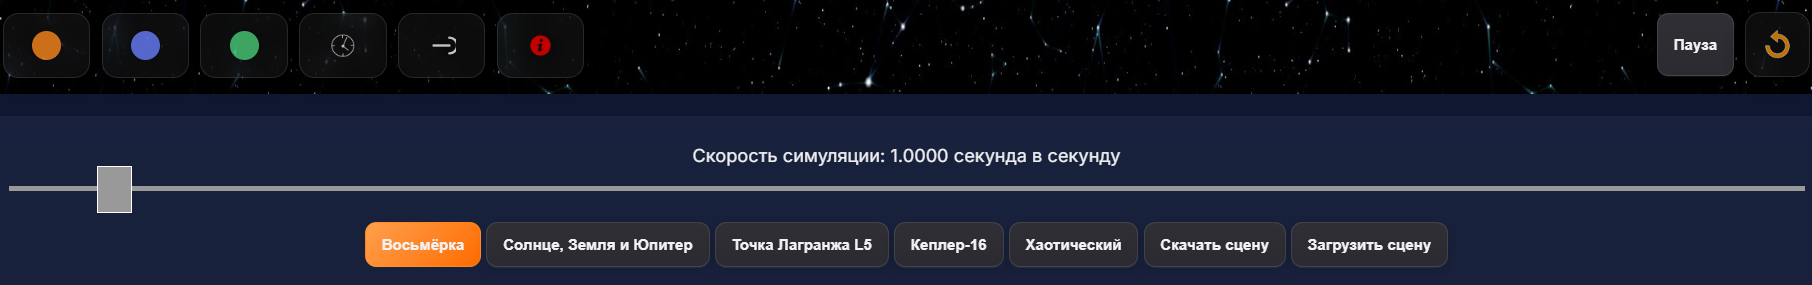 Пауза
Скорость симуляции: 1.0000 секунда в секунду
Восьмёрка
Солнце, Земля и Юпитер
Точка Лагранжа L5
Кеплер-16
Хаотический
Скачать сцену
Загрузить сцену